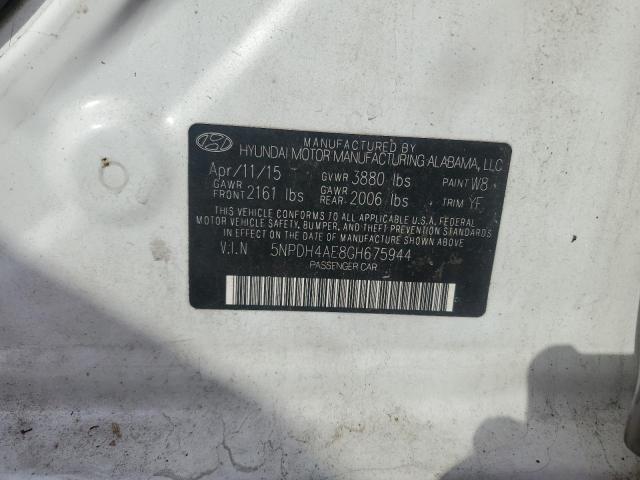 MANUFACTURED BY
HYUNDAI MOTOR MANUFACTURING ALABAMA, LLC
Apr/11/15 GVWR 3880 lbs PAINT W8
GAWR FRONT 2161 lbs GAWR REAR 2006 lbs TRIM YF
THIS VEHICLE CONFORMS TO ALL APPLICABLE U.S.A. FEDERAL
MOTOR VEHICLE SAFETY, BUMPER, AND THEFT PREVENTION STANDARDS
IN EFFECT ON THE DATE OF MANUFACTURE SHOWN ABOVE.
V.I.N 5NPDH4AE8GH675944
PASSENGER CAR